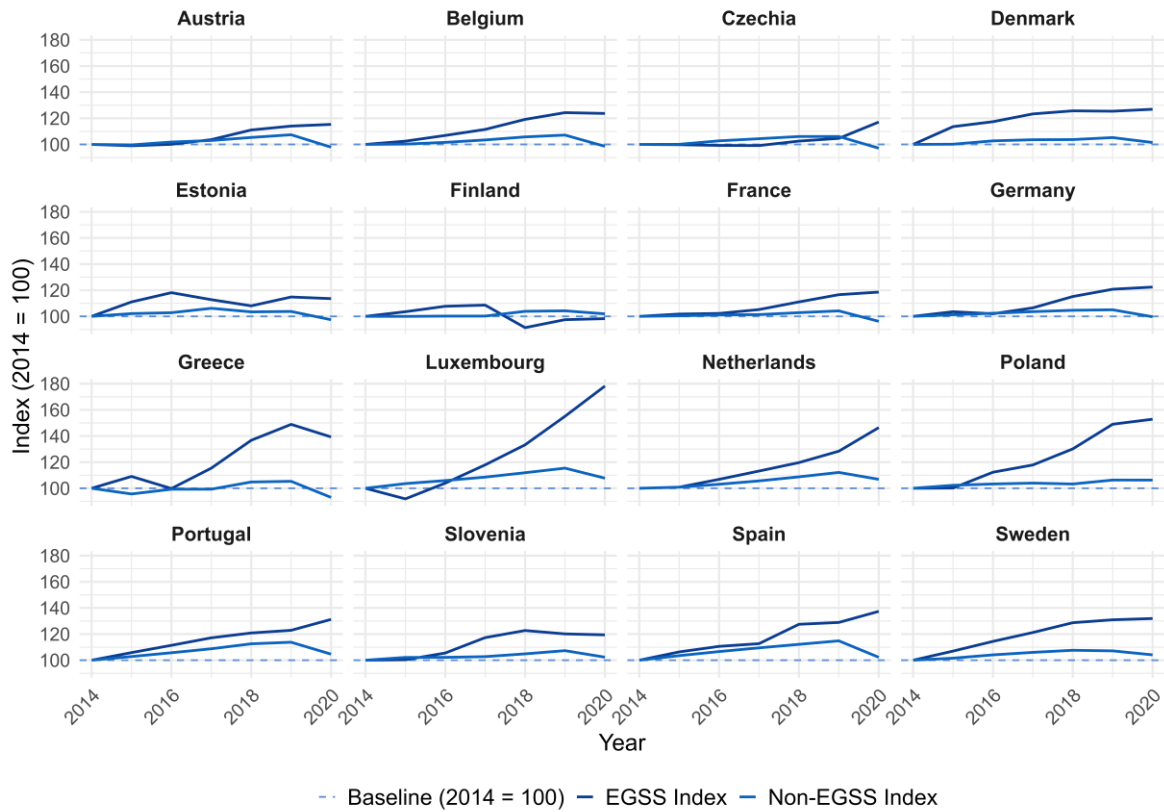 Austria Belgium Czechia Denmark
180
160
140
120
100
Estonia Finland France Germany
180
160
140
120
100
Index (2014 = 100)
Greece Luxembourg Netherlands Poland
180
160
140
120
100
Portugal Slovenia Spain Sweden
180
160
140
120
100
2014 2016 2018 2020 2014 2016 2018 2020 2014 2016 2018 2020 2014 2016 2018 2020
Year
Baseline (2014 = 100) EGSS Index Non-EGSS Index